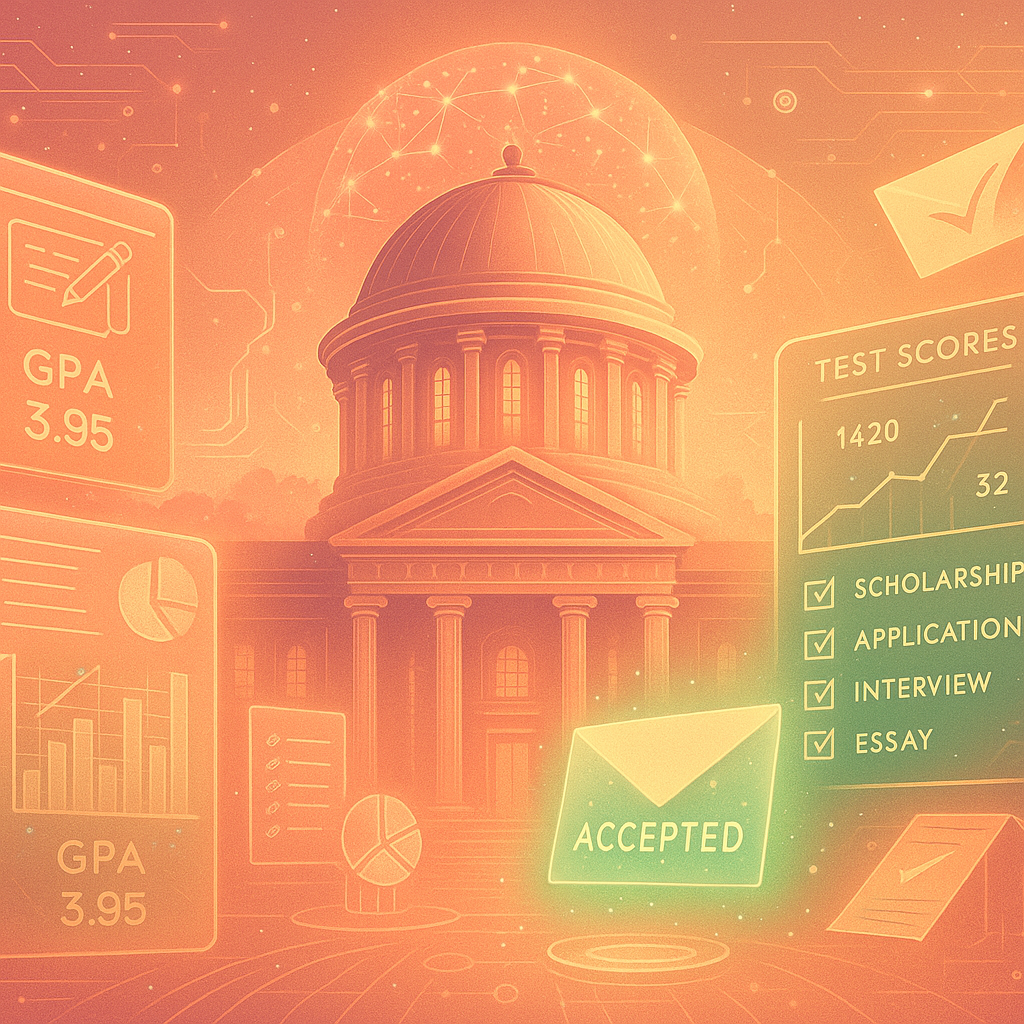 GPA
3.95
TEST SCORES
1420
32
SCHOLARSHIP
APPLICATION
INTERVIEW
ESSAY
ACCEPTED
GPA
3.95